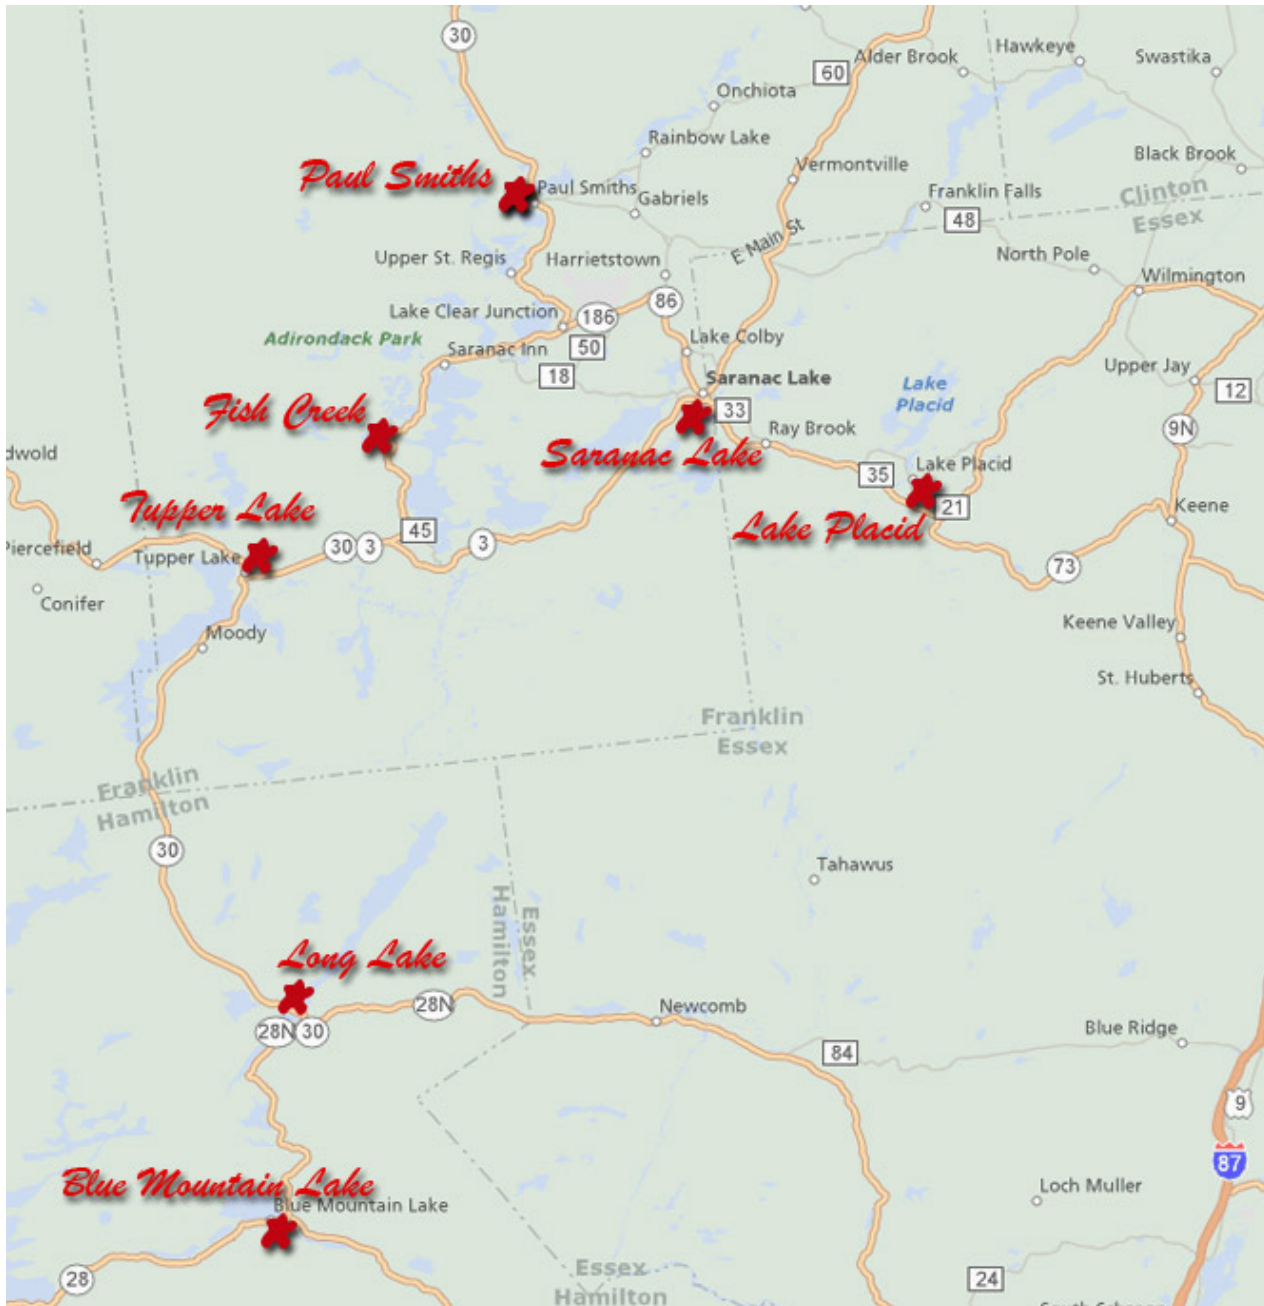 30
Hawkeye
Alder Brook
Swastika
60
Onchiota
Rainbow Lake
Black Brook
Vermontville
Paul Smiths
Paul Smiths
Gabriels
Franklin Falls
Clinton
Essex
48
E Main St
Upper St. Regis
Harrietstown
North Pole
Wilmington
86
Lake Clear Junction
186
Adirondack Park
Saranac Inn
50
Lake Colby
18
Upper Jay
Saranac Lake
Lake
Placid
12
Fish Creek
33
Ray Brook
9N
dwold
Saranac Lake
35
Lake Placid
Tupper Lake
21
Keene
Lake Placid
45
Piercefield
Tupper Lake
30
3
3
73
Conifer
Moody
Keene Valley
St. Huberts
Franklin
Essex
Franklin
Hamilton
30
Tahawus
Hamilton
Essex
Long Lake
28N
Newcomb
28N
30
Blue Ridge
84
9
87
Blue Mountain Lake
Loch Muller
Blue Mountain Lake
28
Essex
Hamilton
24